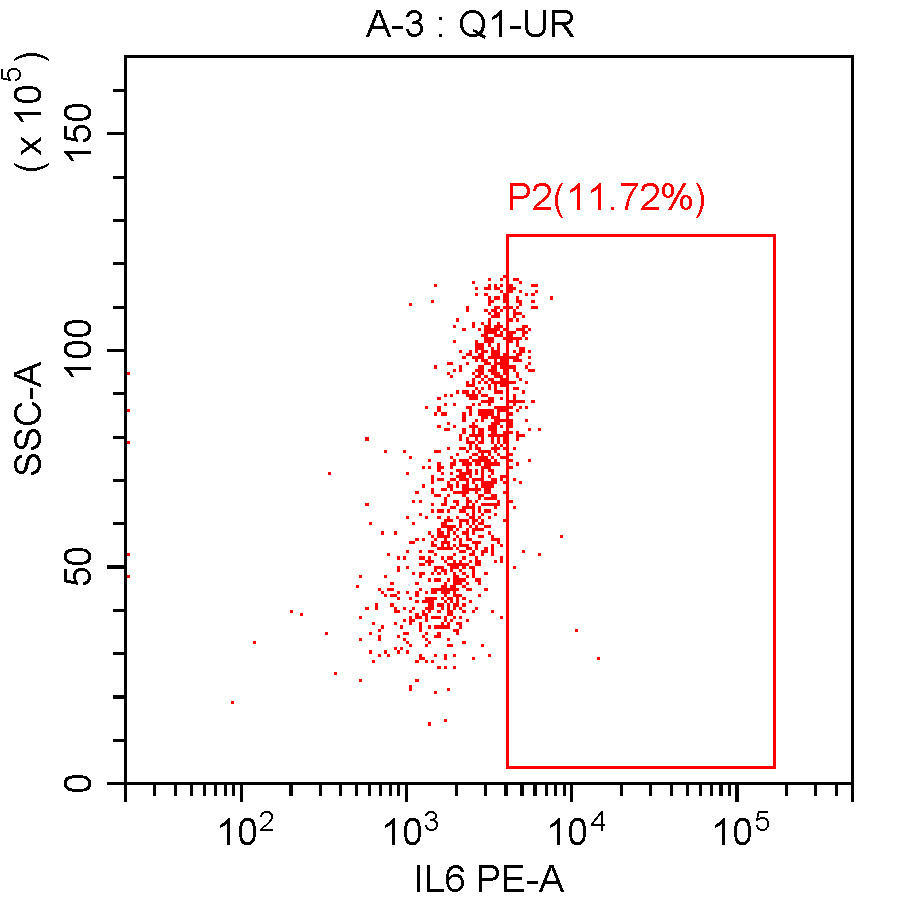 A-3 : Q1-UR
(x 10^5)
150
P2(11.72%)
100
SSC-A
50
0
10^2 10^3 10^4 10^5
IL6 PE-A